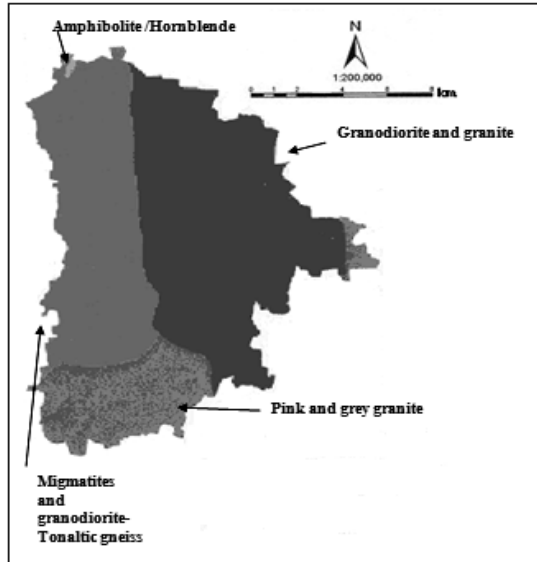 Amphibolite /Hornblende
N
1:200,000
km.
Granodiorite and granite
Pink and grey granite
Migmatites
and
granodiorite-
Tonaltic gneiss